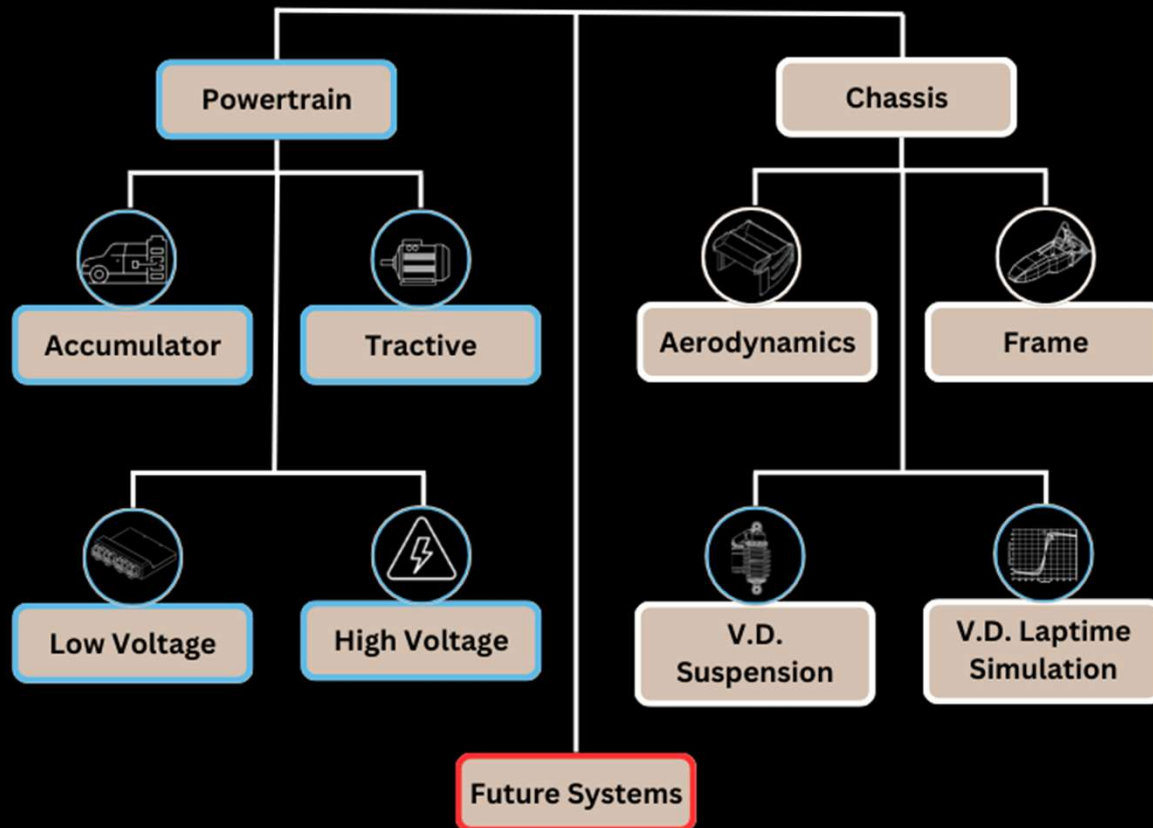 Powertrain
Chassis
Accumulator
Tractive
Aerodynamics
Frame
Low Voltage
High Voltage
V.D.
Suspension
V.D. Laptime
Simulation
Future Systems